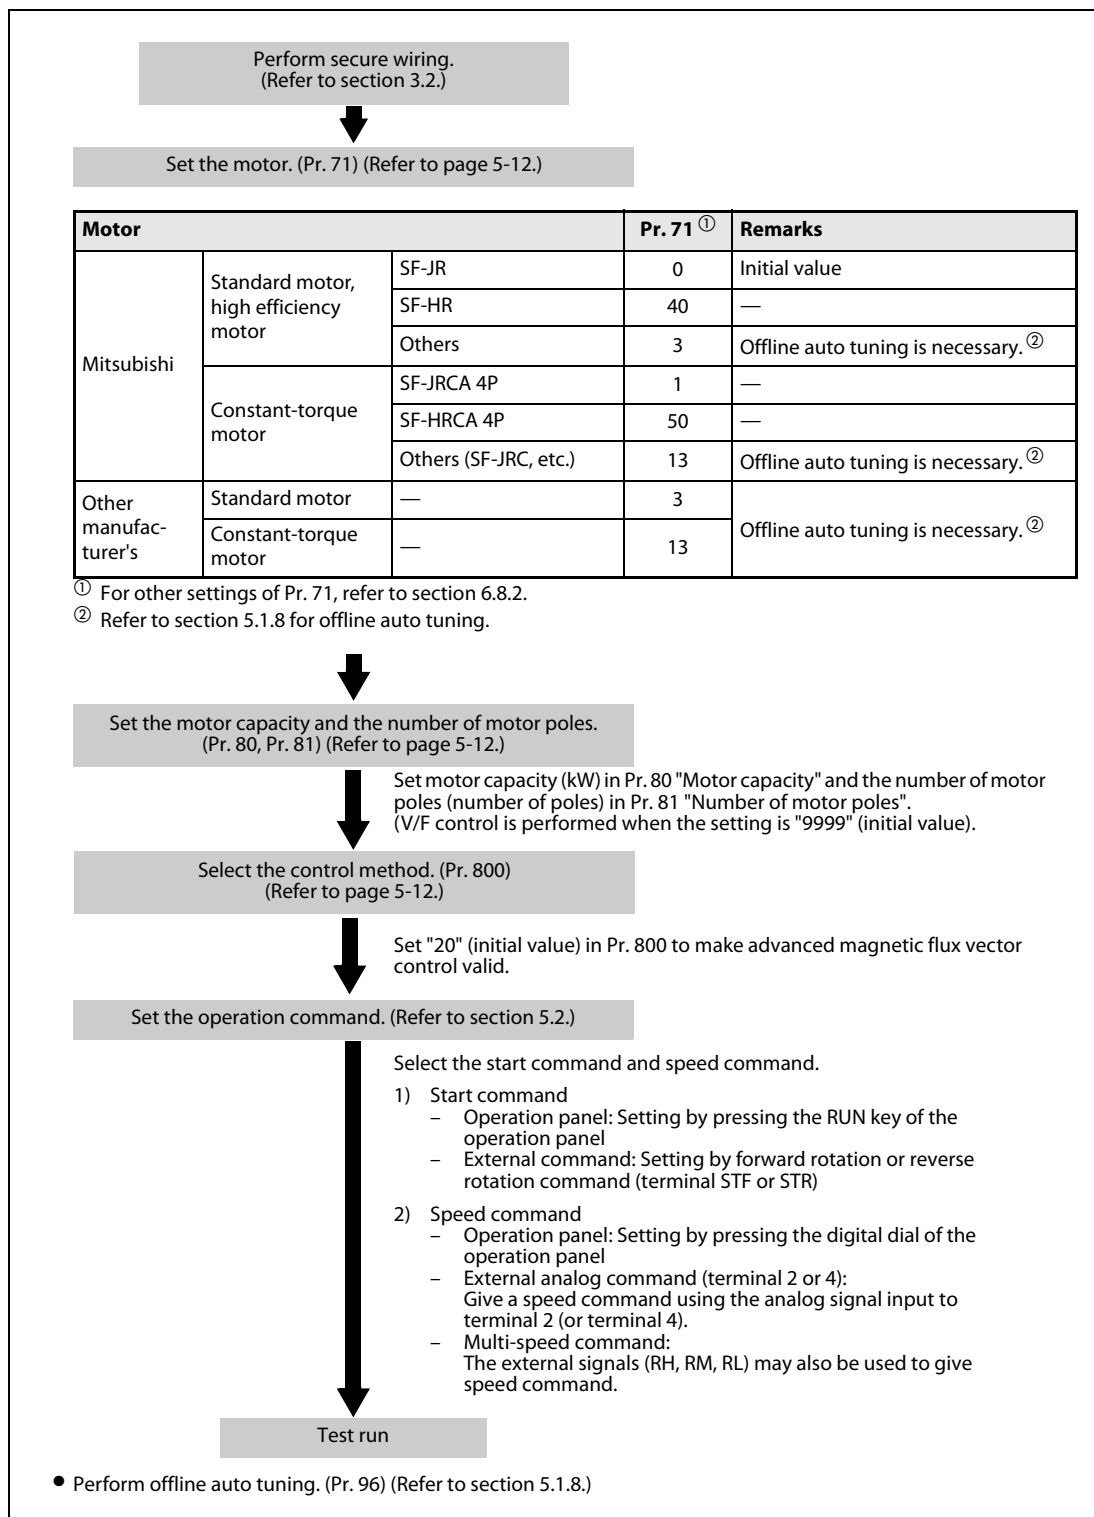 Perform secure wiring.
(Refer to section 3.2.)
Set the motor. (Pr. 71) (Refer to page 5-12.)
Motor Pr. 71 ① Remarks
Mitsubishi
Standard motor,
high efficiency
motor
SF-JR 0 Initial value
SF-HR 40 —
Others 3 Offline auto tuning is necessary. ②
Constant-torque
motor
SF-JRCA 4P 1 —
SF-HRCA 4P 50 —
Others (SF-JRC, etc.) 13 Offline auto tuning is necessary. ②
Other
manufac-
turer's
Standard motor — 3
Constant-torque
motor
— 13
Offline auto tuning is necessary. ②
① For other settings of Pr. 71, refer to section 6.8.2.
② Refer to section 5.1.8 for offline auto tuning.
Set the motor capacity and the number of motor poles.
(Pr. 80, Pr. 81) (Refer to page 5-12.)
Set motor capacity (kW) in Pr. 80 "Motor capacity" and the number of motor
poles (number of poles) in Pr. 81 "Number of motor poles".
(V/F control is performed when the setting is "9999" (initial value).
Select the control method. (Pr. 800)
(Refer to page 5-12.)
Set "20" (initial value) in Pr. 800 to make advanced magnetic flux vector
control valid.
Set the operation command. (Refer to section 5.2.)
Select the start command and speed command.
1) Start command
– Operation panel: Setting by pressing the RUN key of the
operation panel
– External command: Setting by forward rotation or reverse
rotation command (terminal STF or STR)
2) Speed command
– Operation panel: Setting by pressing the digital dial of the
operation panel
– External analog command (terminal 2 or 4):
Give a speed command using the analog signal input to
terminal 2 (or terminal 4).
– Multi-speed command:
The external signals (RH, RM, RL) may also be used to give
speed command.
Test run
● Perform offline auto tuning. (Pr. 96) (Refer to section 5.1.8.)